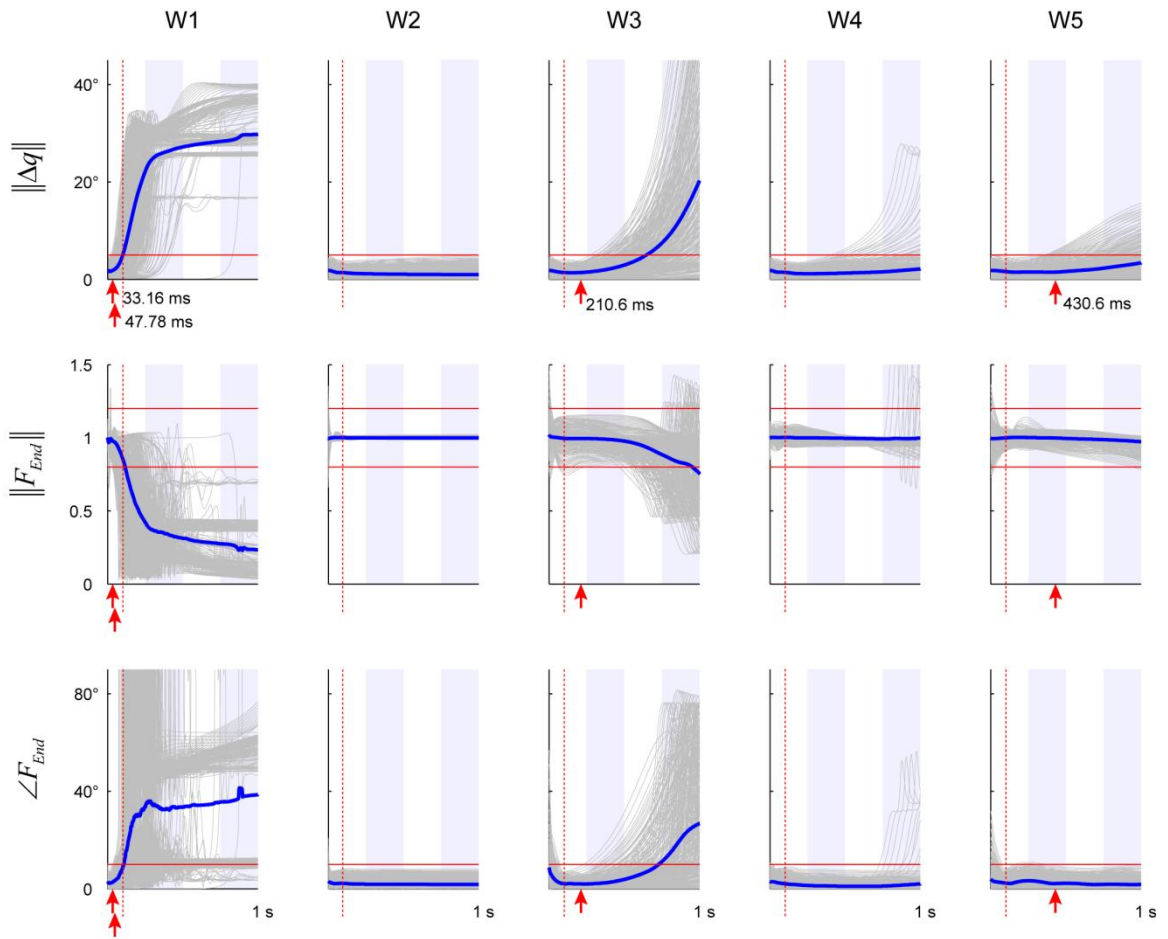 W1 W2 W3 W4 W5
‖Δq‖
40°
20°
0
33.16 ms
47.78 ms
210.6 ms
430.6 ms
‖F_End‖
1.5
1
0.5
0
∠F_End
80°
40°
0
1 s 1 s 1 s 1 s 1 s